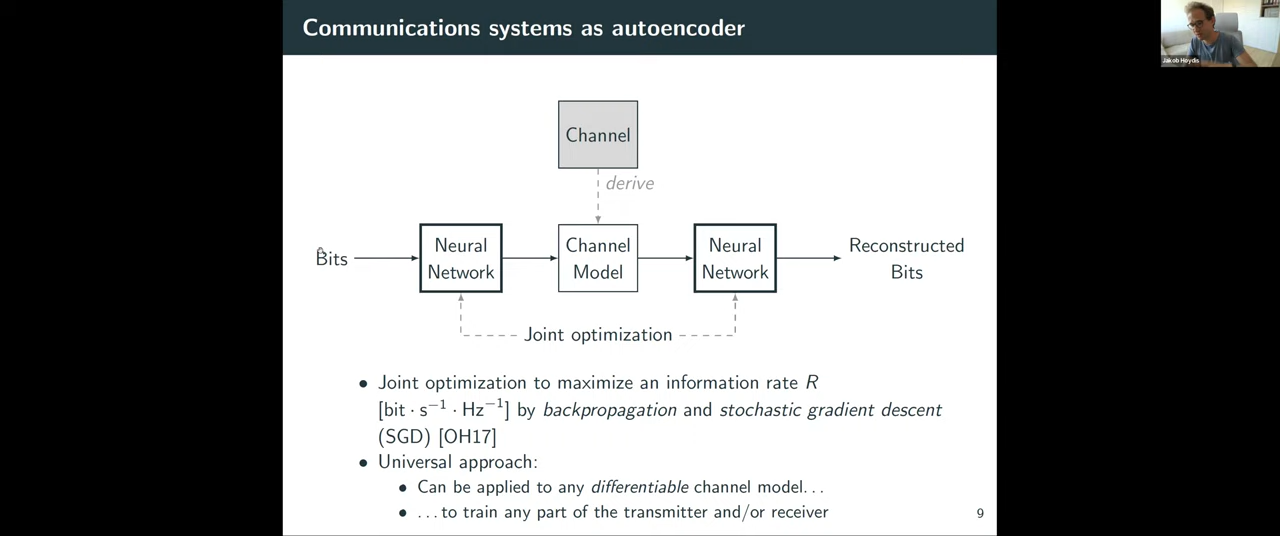 Communications systems as autoencoder
Jakob Hoydis
Channel
derive
Bits
Neural
Network
Channel
Model
Neural
Network
Reconstructed
Bits
Joint optimization
• Joint optimization to maximize an information rate R
[bit · s⁻¹ · Hz⁻¹] by backpropagation and stochastic gradient descent
(SGD) [OH17]
• Universal approach:
• Can be applied to any differentiable channel model. . .
• . . . to train any part of the transmitter and/or receiver
9